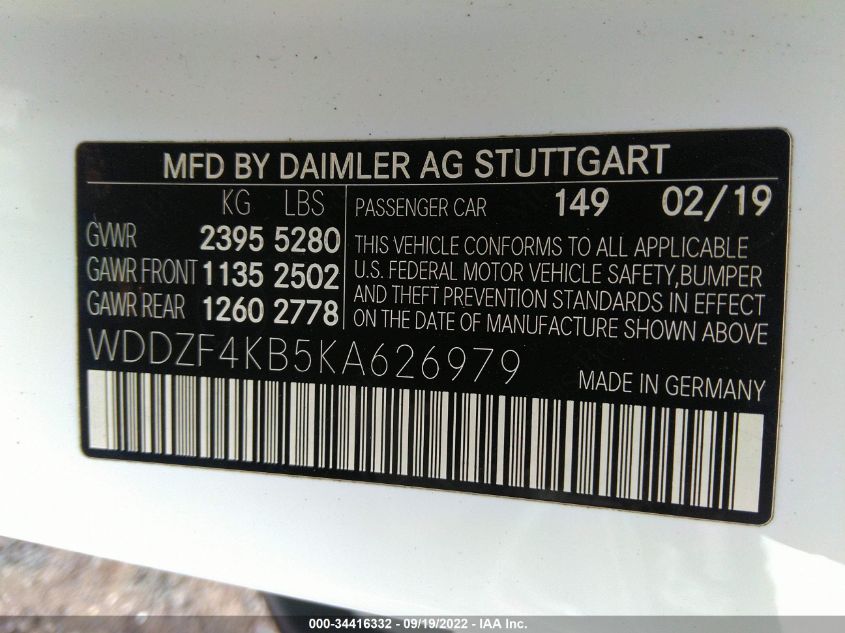 MFD BY DAIMLER AG STUTTGART
KG LBS
GVWR 2395 5280
GAWR FRONT 1135 2502
GAWR REAR 1260 2778
PASSENGER CAR 149 02/19
THIS VEHICLE CONFORMS TO ALL APPLICABLE
U.S. FEDERAL MOTOR VEHICLE SAFETY,BUMPER
AND THEFT PREVENTION STANDARDS IN EFFECT
ON THE DATE OF MANUFACTURE SHOWN ABOVE
WDDZF4KB5KA626979
MADE IN GERMANY
000-34416332 - 09/19/2022 - IAA Inc.